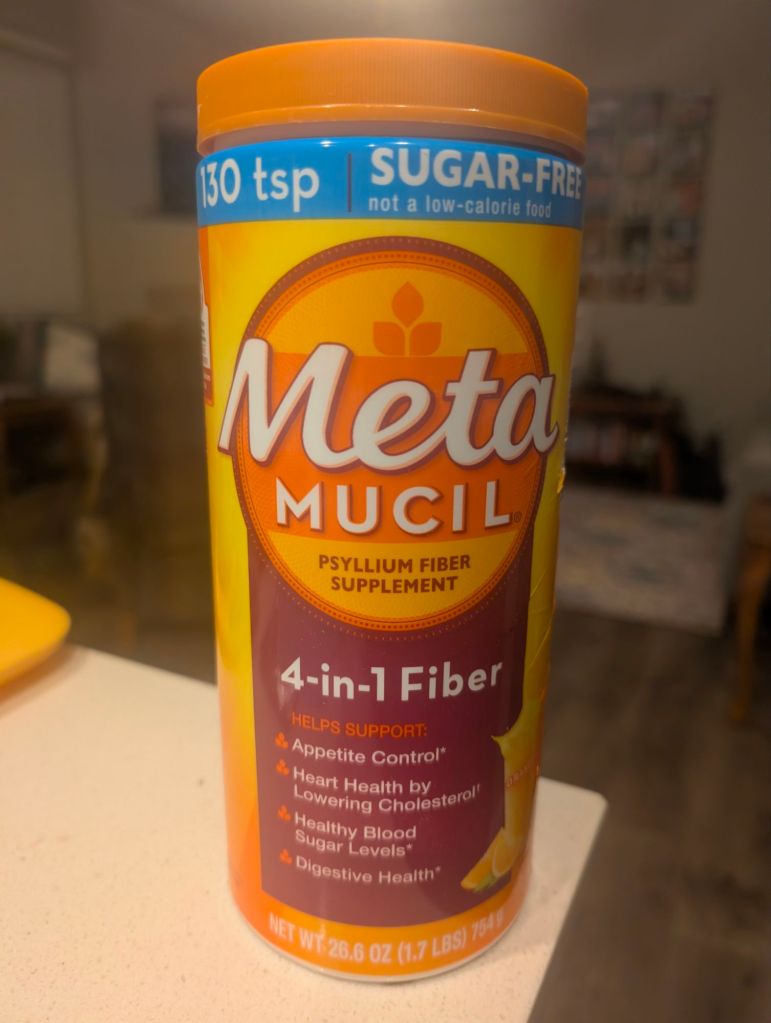 130 tsp | SUGAR-FREE
not a low-calorie food
Meta
MUCIL®
PSYLLIUM FIBER
SUPPLEMENT
4-in-1 Fiber
HELPS SUPPORT:
Appetite Control*
Heart Health by
Lowering Cholesterol†
Healthy Blood
Sugar Levels*
Digestive Health*
NET WT 26.6 OZ (1.7 LBS) 754 g